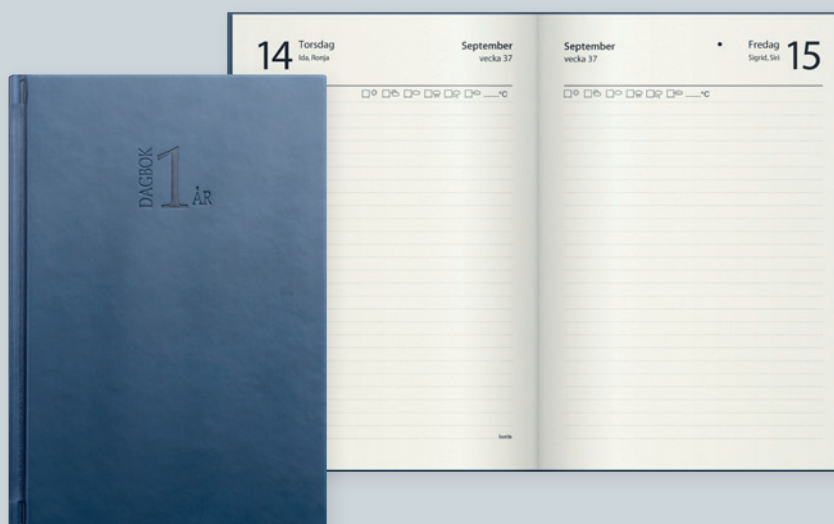 14 Torsdag
Ida, Ronja
September
vecka 37
°C
September
vecka 37
Fredag 15
Sigrid, Siri
°C
DAGBOK 1 ÅR